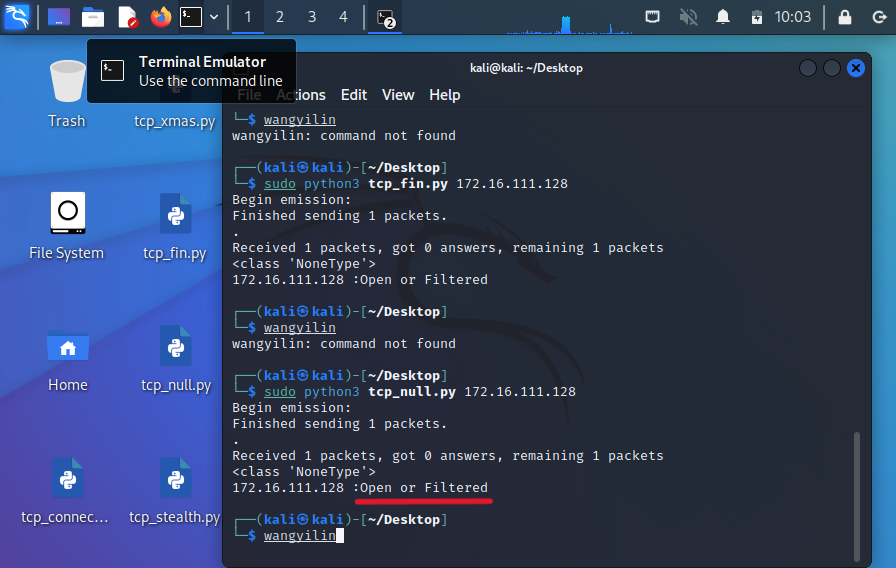 1 2 3 4 2 10:03
Terminal Emulator
Use the command line
kali@kali: ~/Desktop
File Actions Edit View Help
Trash
tcp_xmas.py
File System
tcp_fin.py
Home
tcp_null.py
tcp_connec...
tcp_stealth.py
└─$ wangyilin
wangyilin: command not found
┌──(kali㉿kali)-[~/Desktop]
└─$ sudo python3 tcp_fin.py 172.16.111.128
Begin emission:
Finished sending 1 packets.
.
Received 1 packets, got 0 answers, remaining 1 packets
<class 'NoneType'>
172.16.111.128 :Open or Filtered
┌──(kali㉿kali)-[~/Desktop]
└─$ wangyilin
wangyilin: command not found
┌──(kali㉿kali)-[~/Desktop]
└─$ sudo python3 tcp_null.py 172.16.111.128
Begin emission:
Finished sending 1 packets.
.
Received 1 packets, got 0 answers, remaining 1 packets
<class 'NoneType'>
172.16.111.128 :Open or Filtered
┌──(kali㉿kali)-[~/Desktop]
└─$ wangyilin